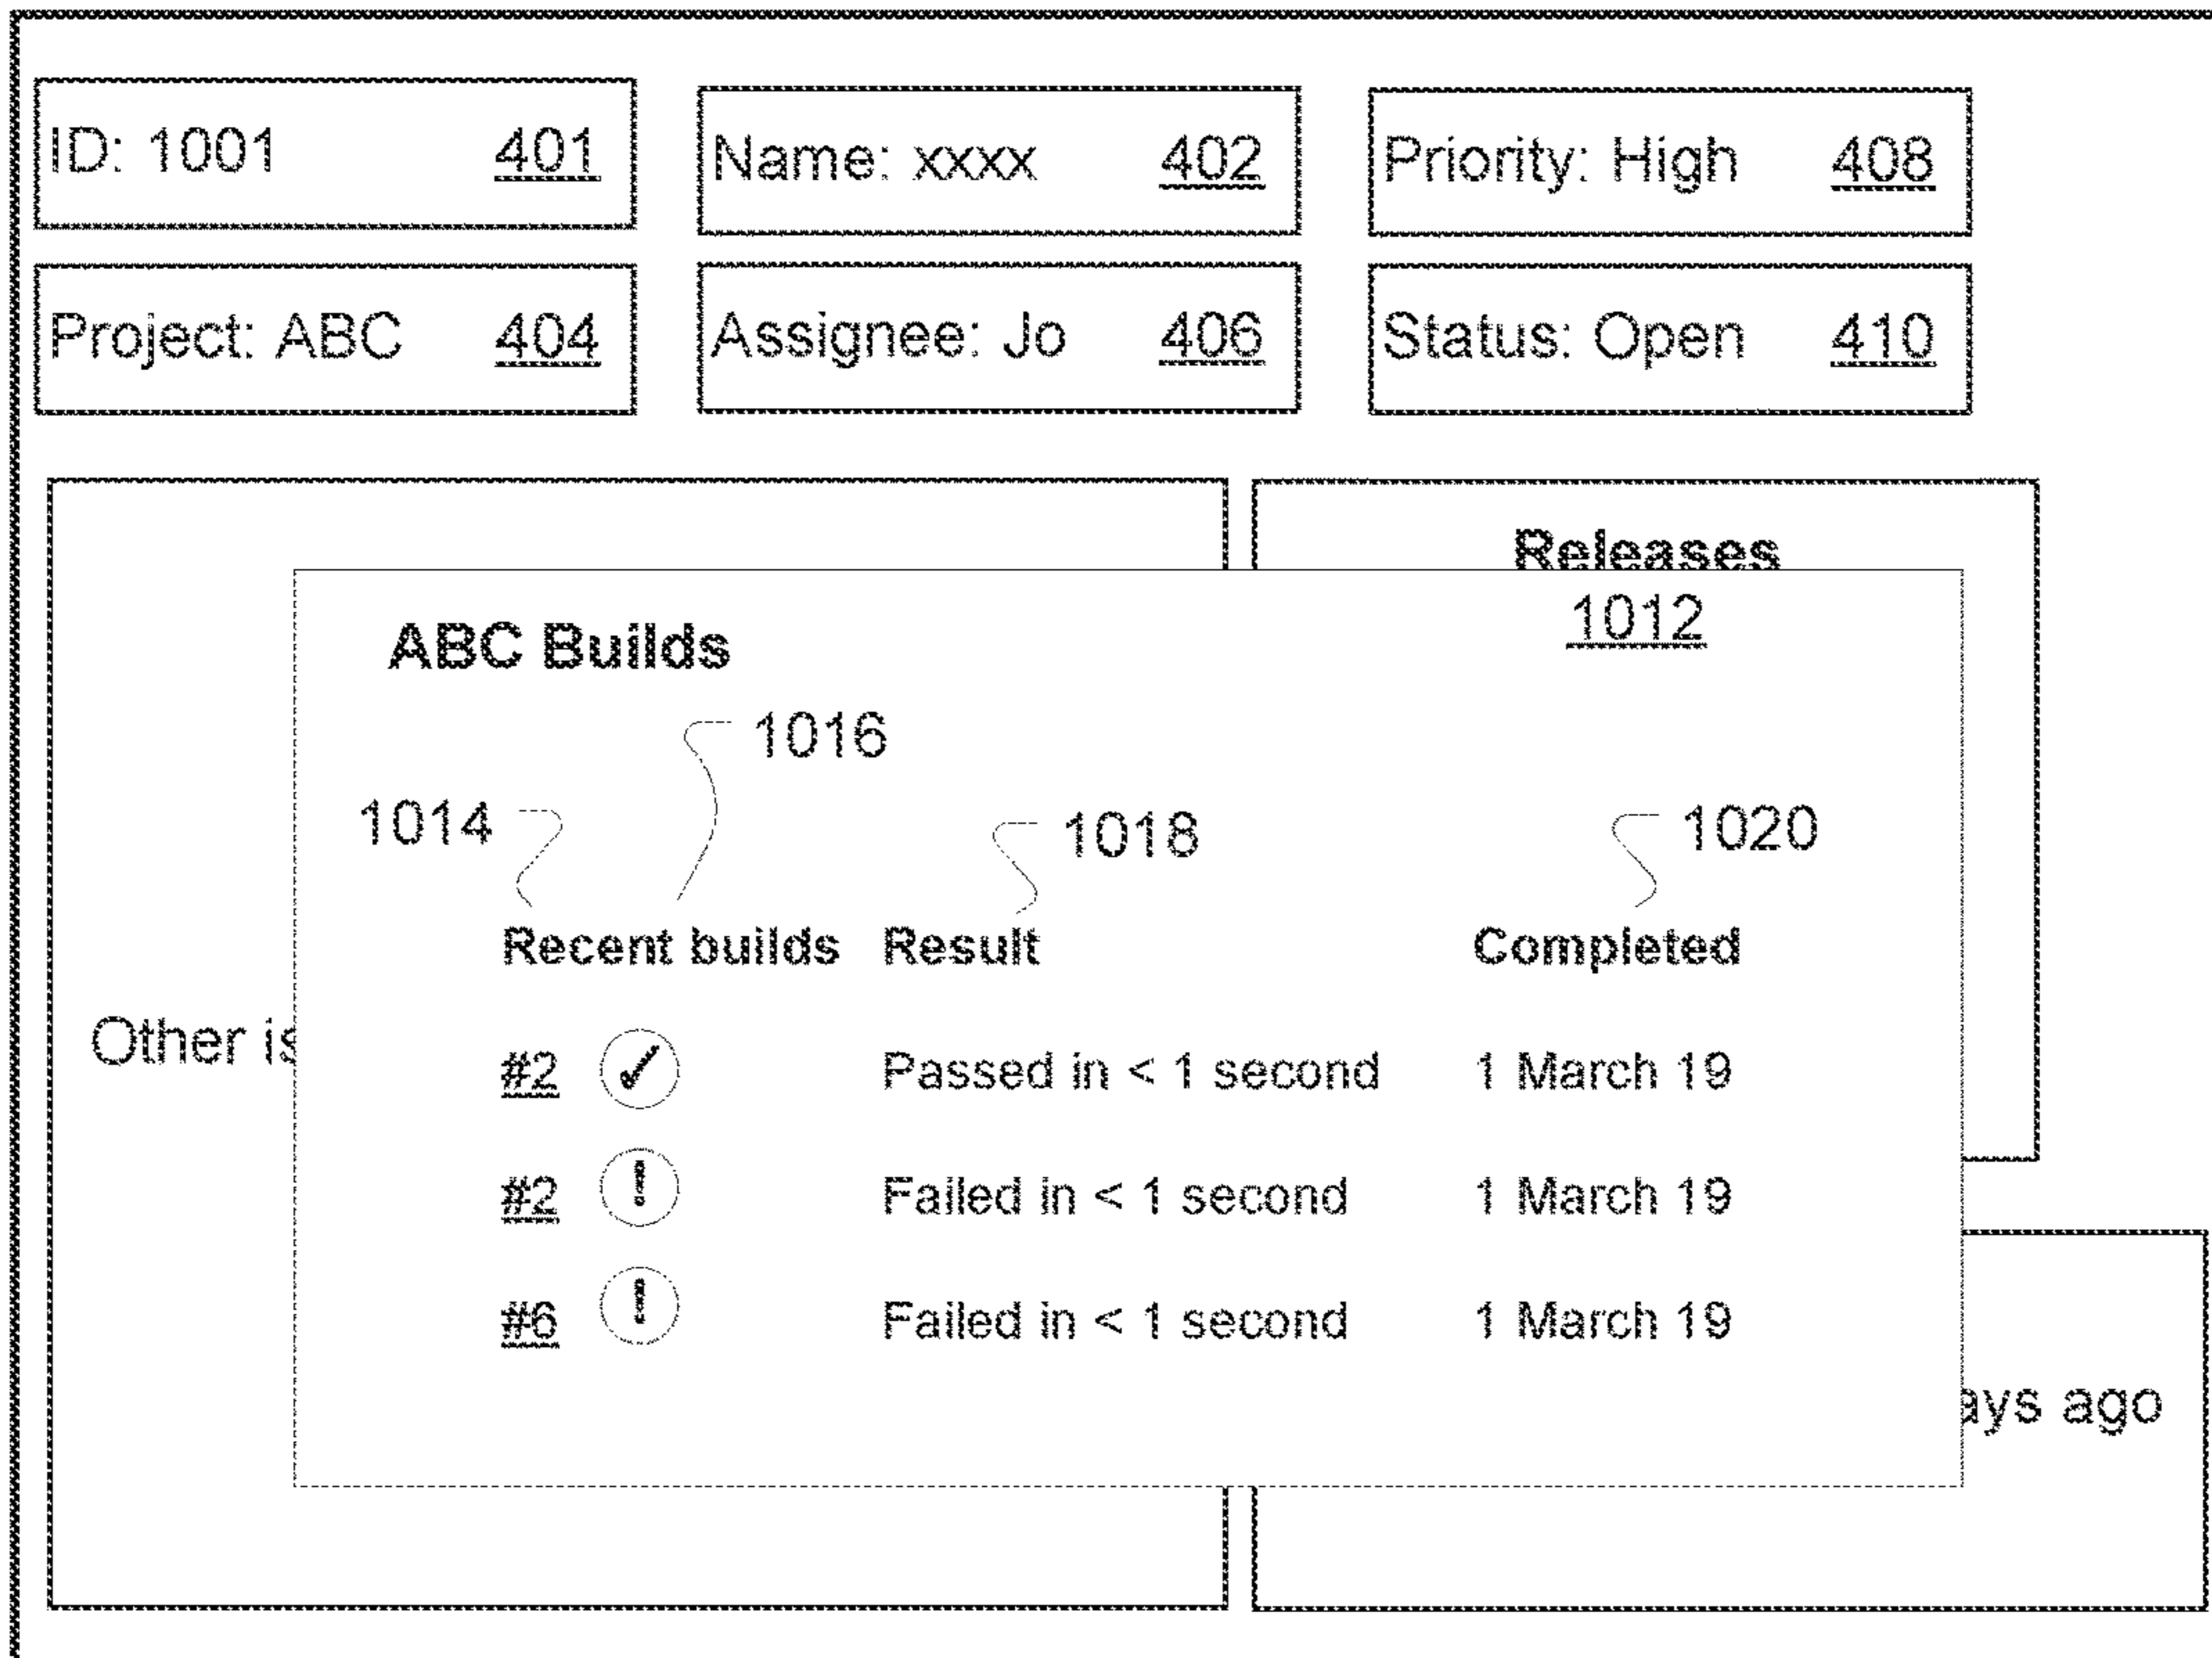 ID: 1001 401
Name: xxxx 402
Priority: High 408
Project: ABC 404
Assignee: Jo 406
Status: Open 410
Releases
1012
ABC Builds
1016
1014
1018
1020
Recent builds Result Completed
Other is
#2 Passed in < 1 second 1 March 19
#2 ! Failed in < 1 second 1 March 19
#6 ! Failed in < 1 second 1 March 19
ays ago